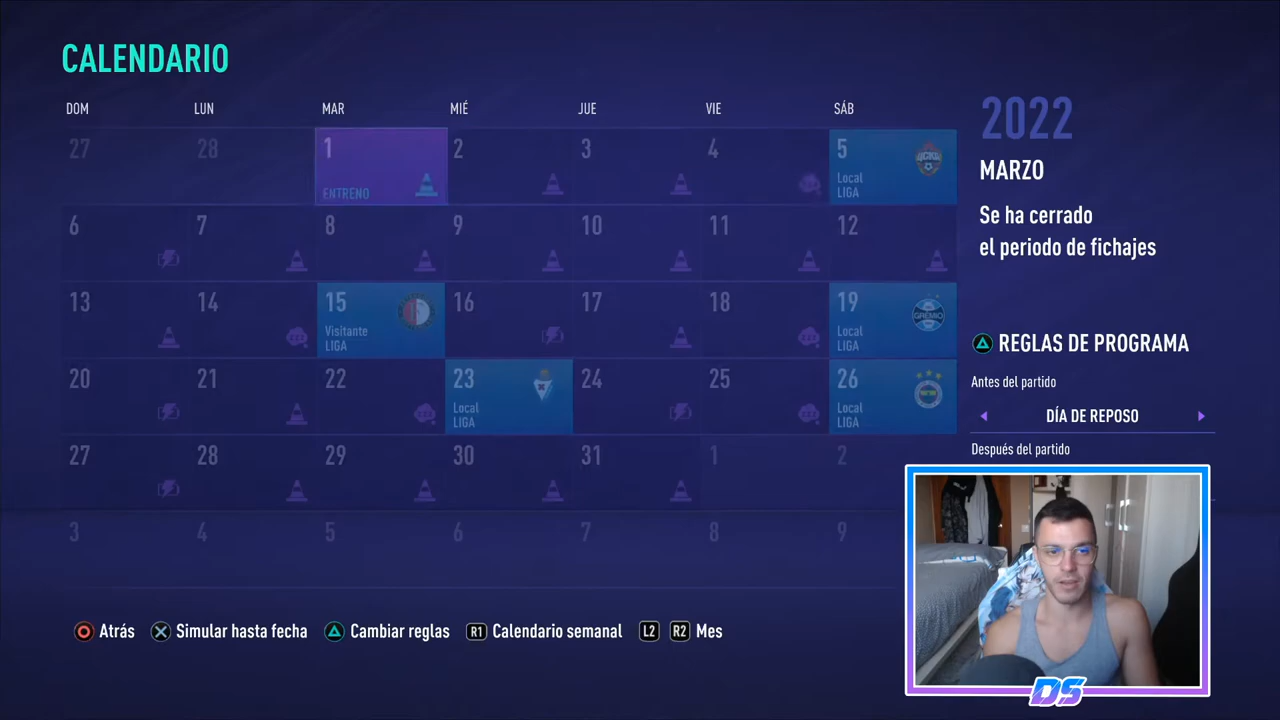 CALENDARIO
DOM LUN MAR MIÉ JUE VIE SÁB
27 28 1 2 3 4 5
ENTRENO
Local
LIGA
6 7 8 9 10 11 12
13 14 15 16 17 18 19
Visitante
LIGA
Local
LIGA
GRÊMIO
20 21 22 23 24 25 26
Local
LIGA
Local
LIGA
27 28 29 30 31 1 2
3 4 5 6 7 8 9
2022
MARZO
Se ha cerrado
el periodo de fichajes
REGLAS DE PROGRAMA
Antes del partido
DÍA DE REPOSO
Después del partido
Atrás Simular hasta fecha Cambiar reglas R1 Calendario semanal L2 R2 Mes
DS